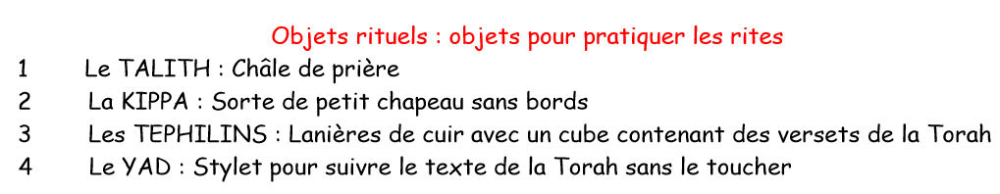 Objets rituels : objets pour pratiquer les rites
1 Le TALITH : Châle de prière
2 La KIPPA : Sorte de petit chapeau sans bords
3 Les TEPHILINS : Lanières de cuir avec un cube contenant des versets de la Torah
4 Le YAD : Stylet pour suivre le texte de la Torah sans le toucher